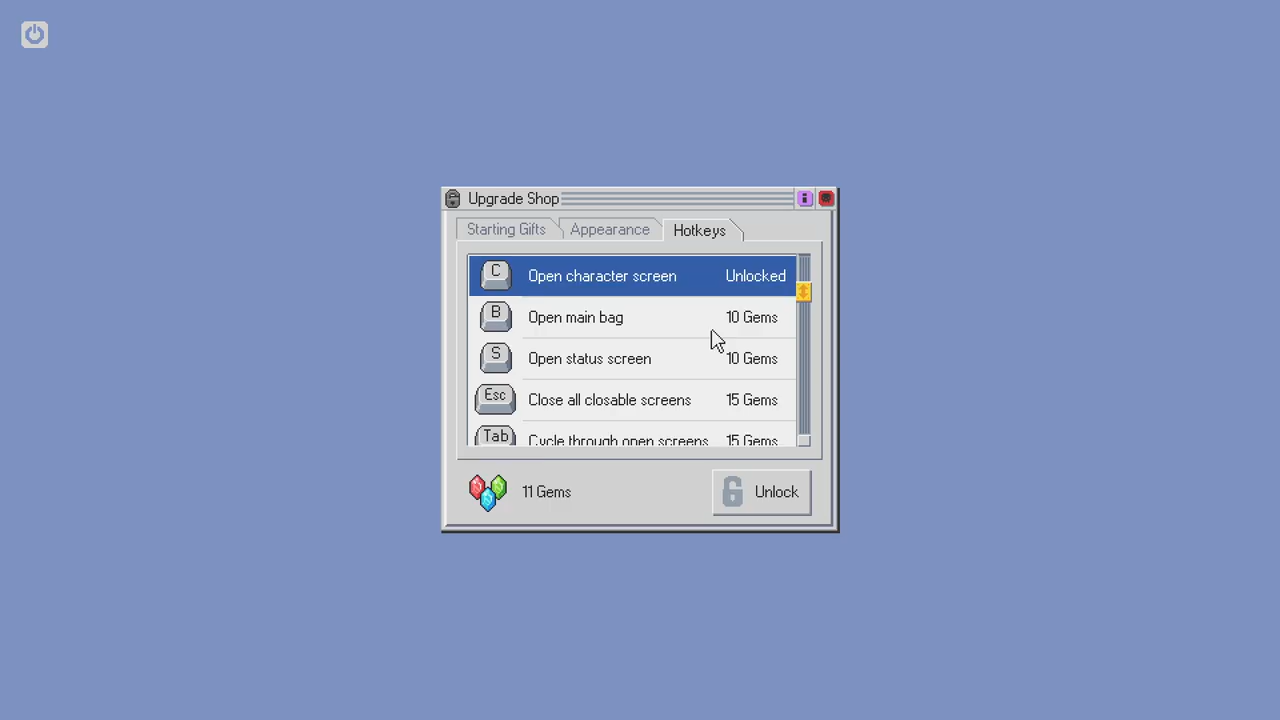 Upgrade Shop
Starting Gifts Appearance Hotkeys
C Open character screen Unlocked
B Open main bag 10 Gems
S Open status screen 10 Gems
Esc Close all closable screens 15 Gems
Tab Cycle through open screens 15 Gems
11 Gems Unlock